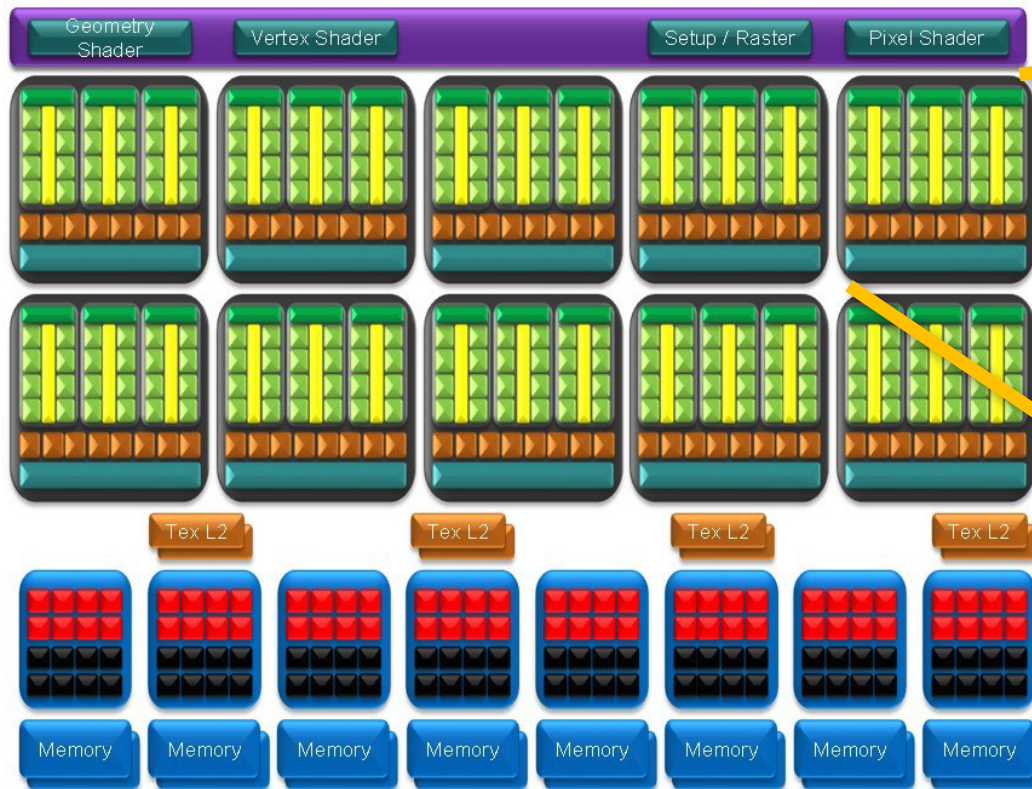 Geometry
Shader
Vertex Shader
Setup / Raster
Pixel Shader
Tex L2
Tex L2
Tex L2
Tex L2
Memory
Memory
Memory
Memory
Memory
Memory
Memory
Memory